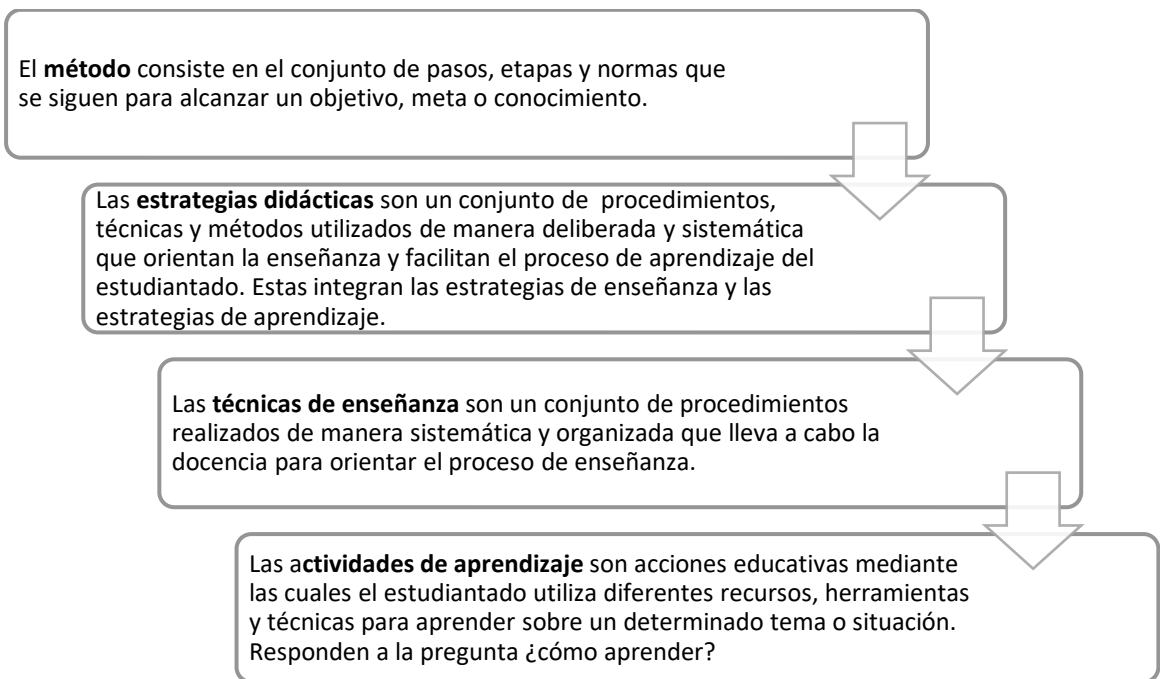 El método consiste en el conjunto de pasos, etapas y normas que
se siguen para alcanzar un objetivo, meta o conocimiento.
Las estrategias didácticas son un conjunto de procedimientos,
técnicas y métodos utilizados de manera deliberada y sistemática
que orientan la enseñanza y facilitan el proceso de aprendizaje del
estudiantado. Estas integran las estrategias de enseñanza y las
estrategias de aprendizaje.
Las técnicas de enseñanza son un conjunto de procedimientos
realizados de manera sistemática y organizada que lleva a cabo la
docencia para orientar el proceso de enseñanza.
Las actividades de aprendizaje son acciones educativas mediante
las cuales el estudiantado utiliza diferentes recursos, herramientas
y técnicas para aprender sobre un determinado tema o situación.
Responden a la pregunta ¿cómo aprender?